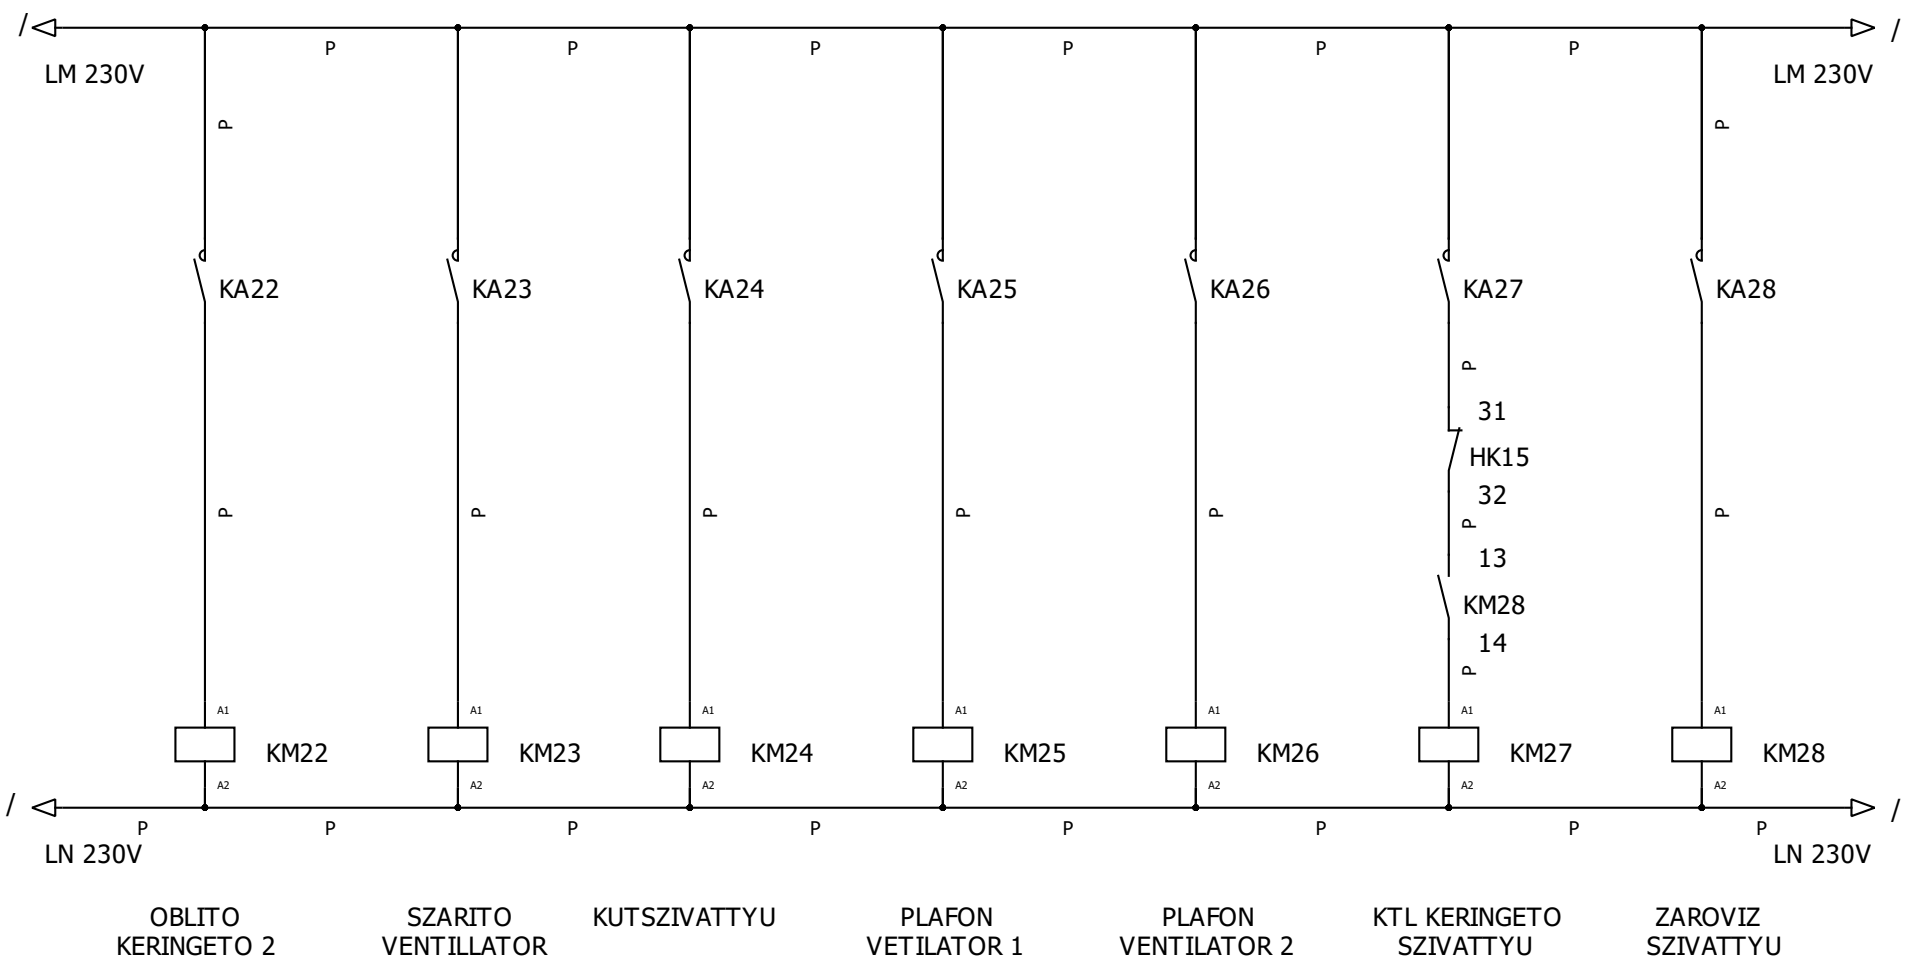 / /
P P P P P P
LM 230V LM 230V
P P
KA22 KA23 KA24 KA25 KA26 KA27 KA28
P
31
HK15
32
P P P P P P P
13
KM28
14
P
A1 A1 A1 A1 A1 A1 A1
KM22 KM23 KM24 KM25 KM26 KM27 KM28
A2 A2 A2 A2 A2 A2 A2
/ /
P P P P P P P P
LN 230V LN 230V
OBLITO SZARITO KUTSZIVATTYU PLAFON PLAFON KTL KERINGETO ZAROVIZ
KERINGETO 2 VENTILLATOR VETILATOR 1 VENTILATOR 2 SZIVATTYU SZIVATTYU